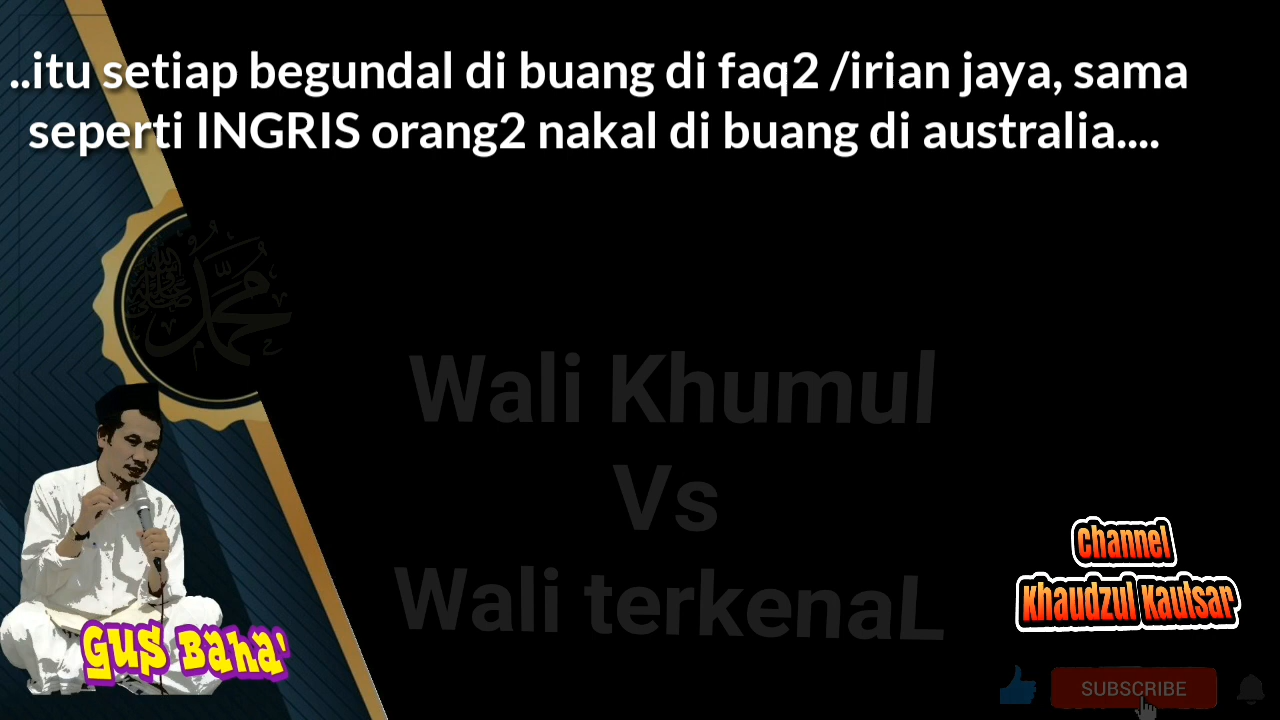 ..itu setiap begundal di buang di faq2 /irian jaya, sama
seperti INGRIS orang2 nakal di buang di australia....
محمد
Wali Khumul
Vs
Wali terkenaL
Gus Baha'
Channel
Khaudzul Kautsar
SUBSCRIBE